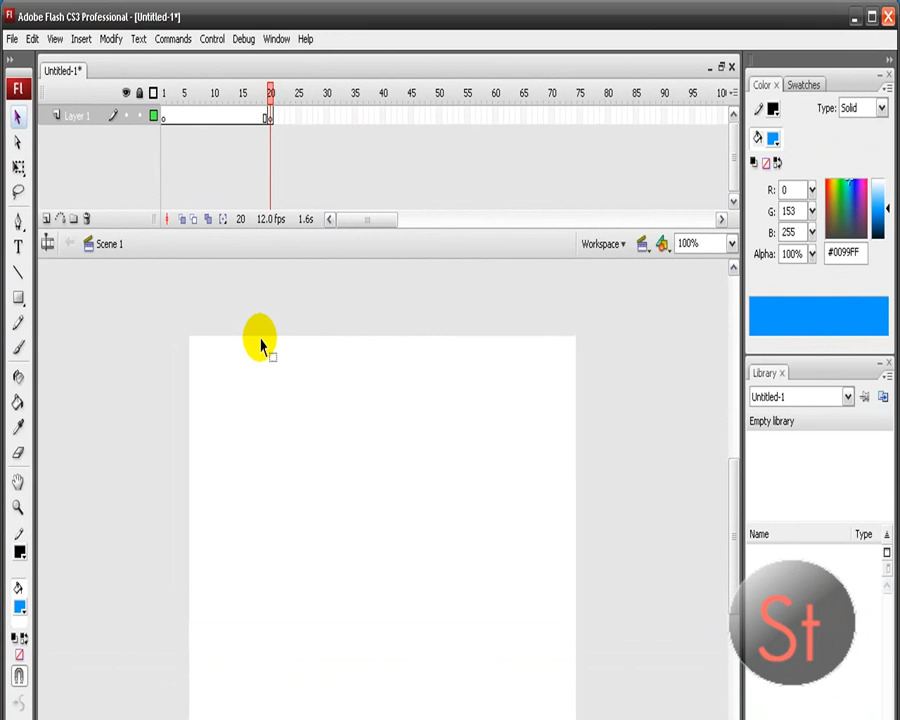 Adobe Flash CS3 Professional - [Untitled-1*]
File Edit View Insert Modify Text Commands Control Debug Window Help
Fl
Untitled-1*
1 5 10 15 20 25 30 35 40 45 50 55 60 65 70 75 80 85 90 95 10
Layer 1
20 12.0 fps 1.6s
Scene 1
Workspace
100%
Color Swatches
Type: Solid
R: 0
G: 153
B: 255
Alpha: 100%
#0099FF
Library
Untitled-1
Empty library
Name Type
St